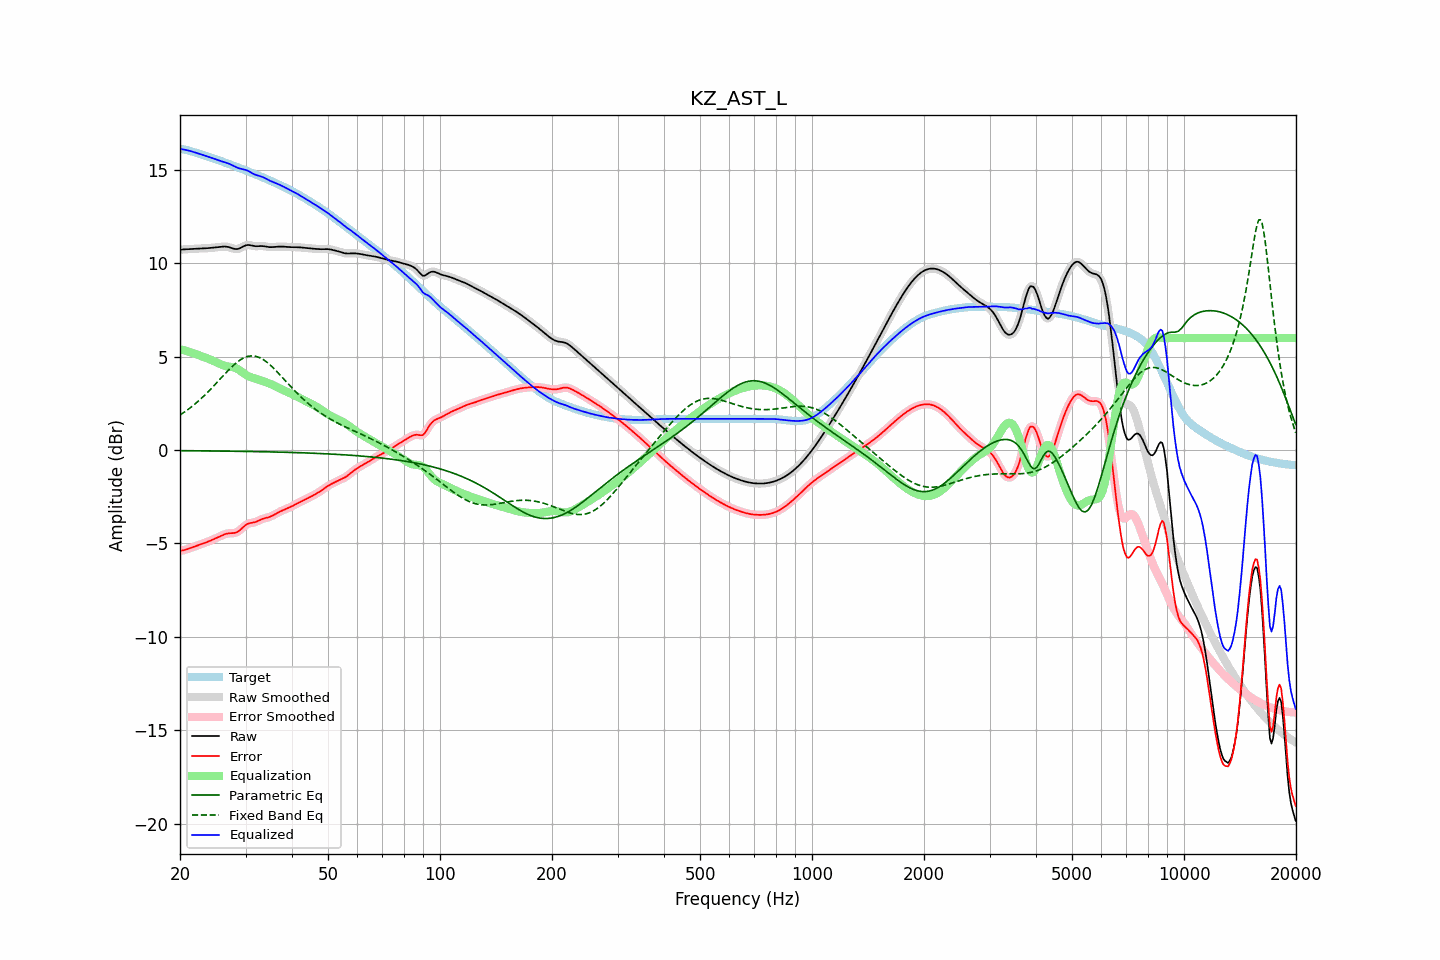 KZ_AST_L
Amplitude (dBr)
15
10
5
0
−5
−10
−15
−20
Target
Raw Smoothed
Error Smoothed
Raw
Error
Equalization
Parametric Eq
Fixed Band Eq
Equalized
20 50 100 200 500 1000 2000 5000 10000 20000
Frequency (Hz)